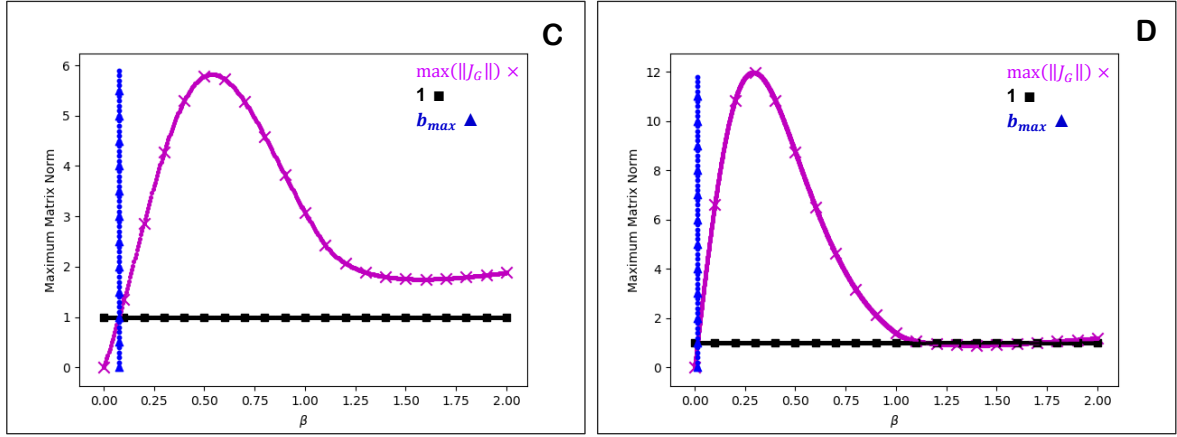 C
max(‖J_G‖) ×
1 ■
b_max ▲
Maximum Matrix Norm
6
5
4
3
2
1
0
0.00 0.25 0.50 0.75 1.00 1.25 1.50 1.75 2.00
β
D
max(‖J_G‖) ×
1 ■
b_max ▲
Maximum Matrix Norm
12
10
8
6
4
2
0
0.00 0.25 0.50 0.75 1.00 1.25 1.50 1.75 2.00
β